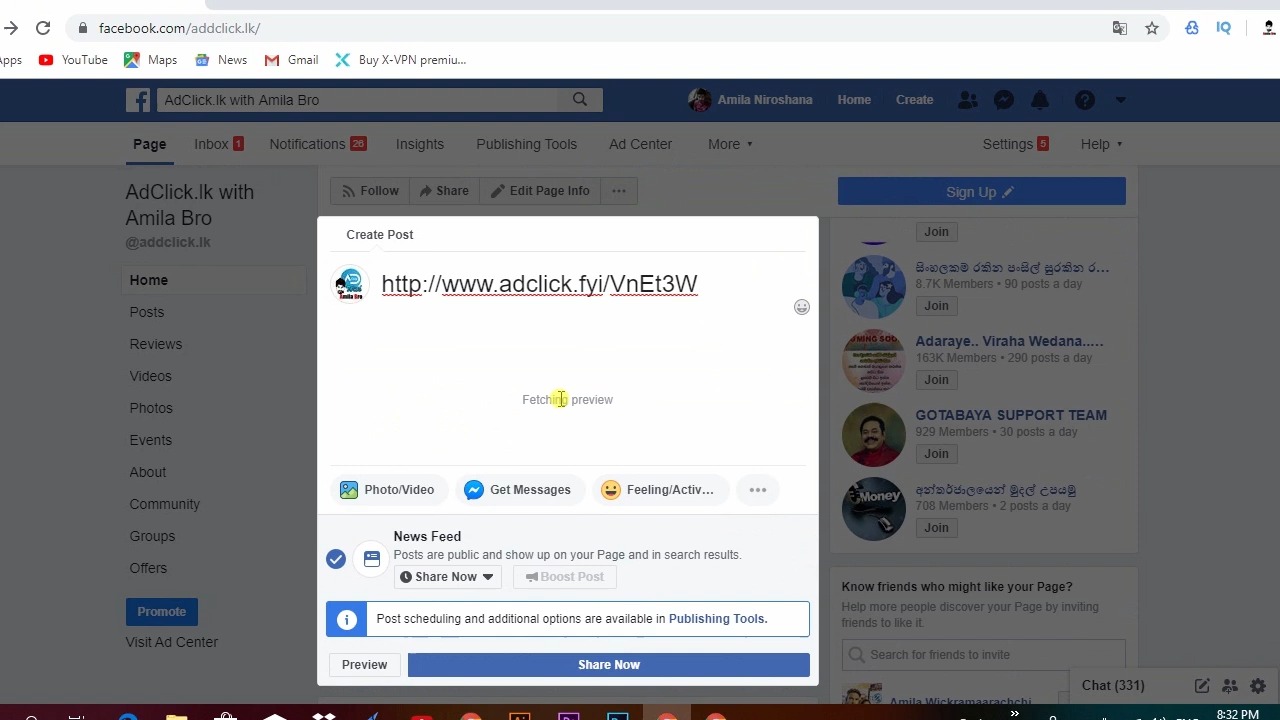 facebook.com/addclick.lk/
Apps
YouTube
Maps
News
Gmail
Buy X-VPN premiu...
IQ
AdClick.lk with Amila Bro
Amila Niroshana
Home
Create
Page
Inbox 1
Notifications 26
Insights
Publishing Tools
Ad Center
More
Settings 5
Help
AdClick.lk with
Amila Bro
@addclick.lk
Home
Posts
Reviews
Videos
Photos
Events
About
Community
Groups
Offers
Promote
Visit Ad Center
Follow
Share
Edit Page Info
...
Create Post
Amila Bro
http://www.adclick.fyi/VnEt3W
Fetching preview
Photo/Video
Get Messages
Feeling/Activ...
News Feed
Posts are public and show up on your Page and in search results.
Share Now
Boost Post
Post scheduling and additional options are available in Publishing Tools.
Preview
Share Now
Sign Up
Join
සිංහලකම රකින පංසිල් සුරකින ර...
8.7K Members • 90 posts a day
Join
Adaraye.. Viraha Wedana.....
163K Members • 290 posts a day
Join
GOTABAYA SUPPORT TEAM
929 Members • 30 posts a day
Join
Money
අන්තර්ජාලයෙන් මුදල් උපයමු
708 Members • 2 posts a day
Join
Know friends who might like your Page?
Help more people discover your Page by inviting
friends to like it.
Search for friends to invite
Amila Wickramaarachchi
Chat (331)
8:32 PM